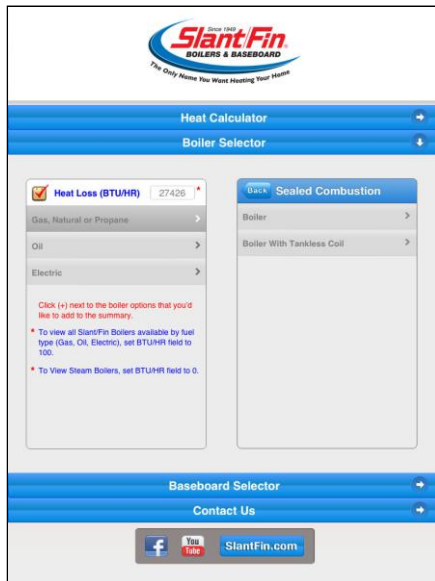 Since 1949
Slant/Fin
BOILERS & BASEBOARD
The Only Name You Want Heating Your Home
Heat Calculator
Boiler Selector
Heat Loss (BTU/HR) 27426 *
Gas, Natural or Propane
Oil
Electric
Click (+) next to the boiler options that you'd
like to add to the summary.
* To view all Slant/Fin Boilers available by fuel
type (Gas, Oil, Electric), set BTU/HR field to
100.
* To View Steam Boilers, set BTU/HR field to 0.
Back Sealed Combustion
Boiler
Boiler With Tankless Coil
Baseboard Selector
Contact Us
f You Tube SlantFin.com